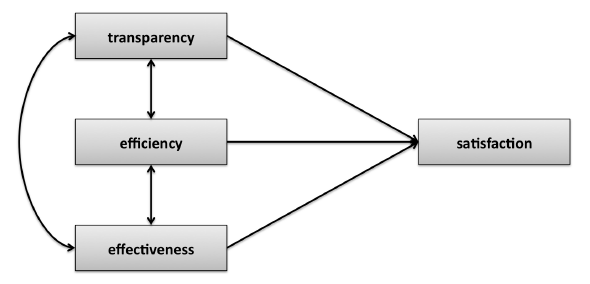 transparency
efficiency
satisfaction
effectiveness